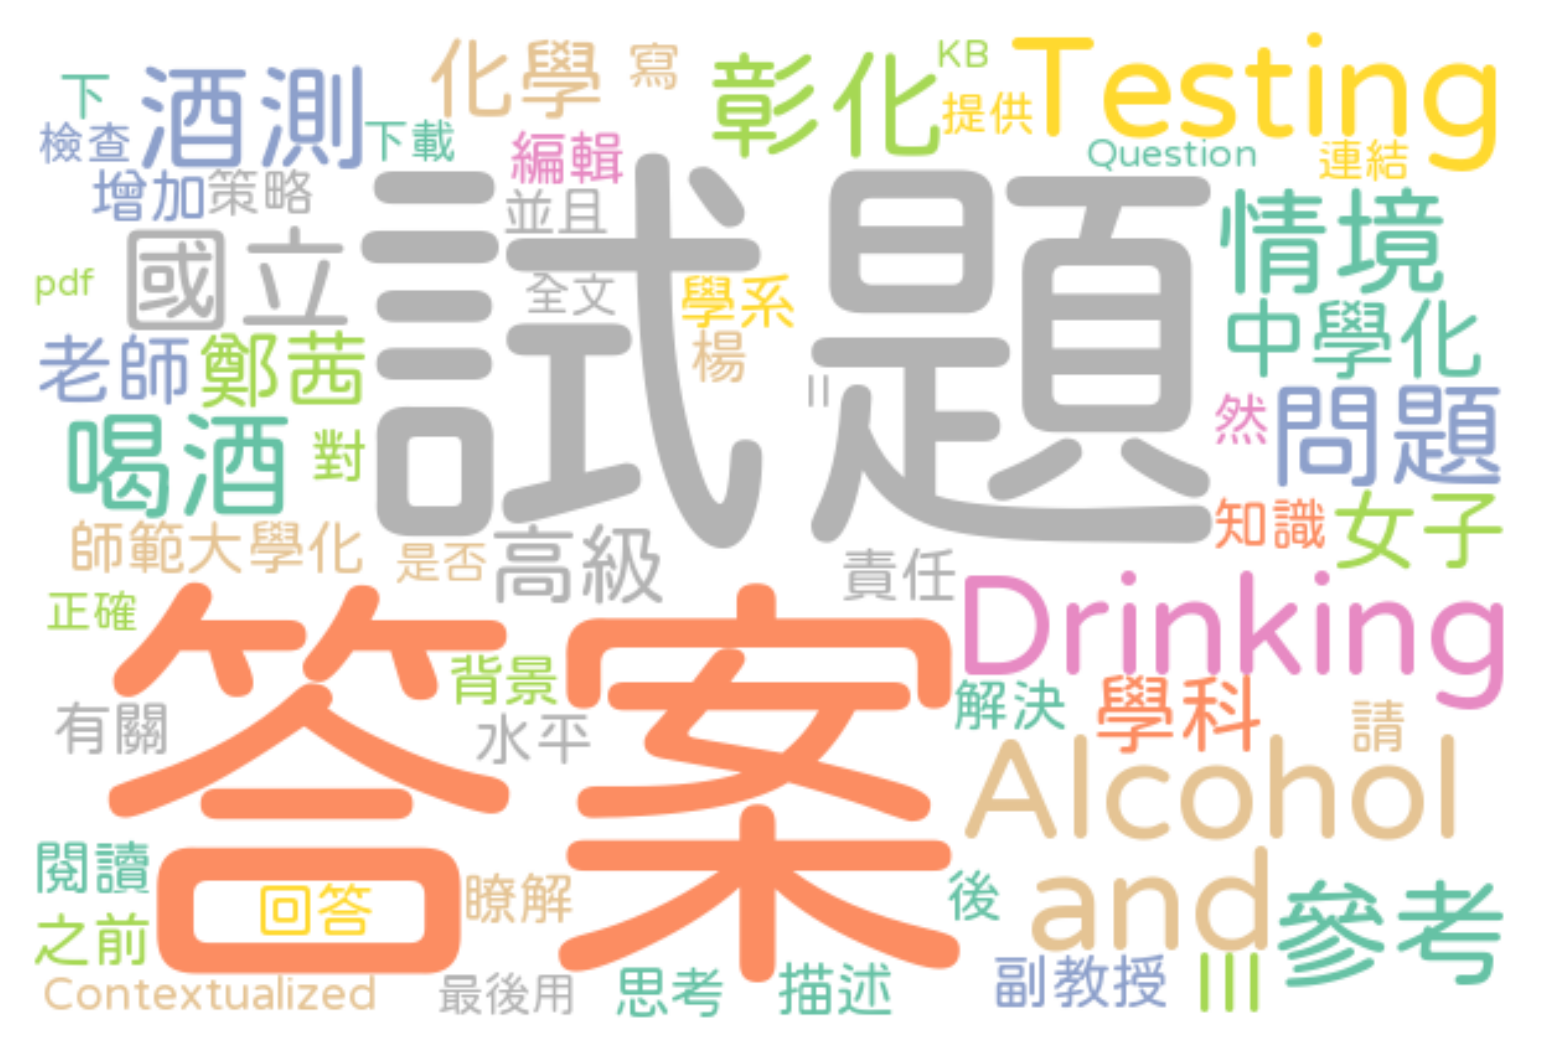 下
酒測
化學
寫
彰化
KB
Testing
檢查
下載
編輯
提供
Question
連結
增加
策略
並且
試題
情境
國立
pdf
全文
學系
中學化
老師
鄭茜
楊
II
然
問題
喝酒
對
知識
女子
師範大學化
是否
高級
責任
正確
答案
Drinking
背景
有關
水平
解決
學科
請
Alcohol
閱讀
回答
瞭解
後
and
參考
之前
Contextualized
最後用
思考
描述
副教授
III